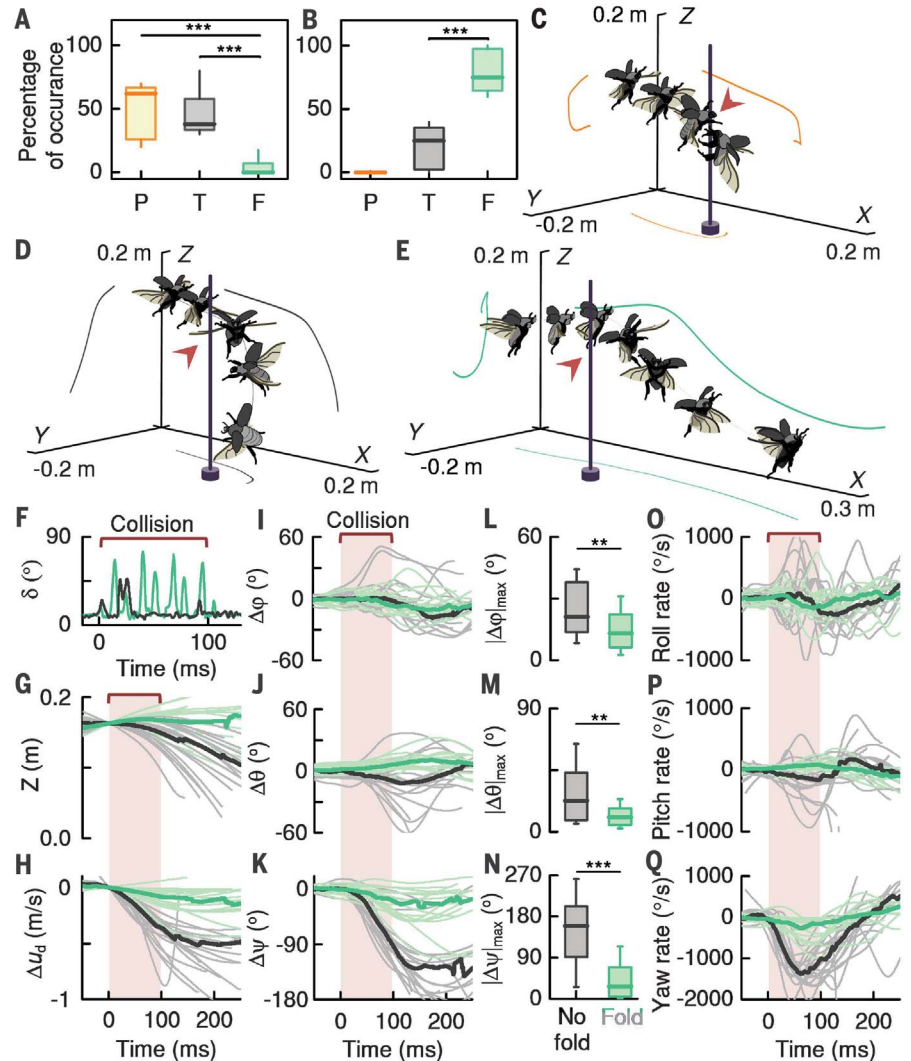 A
***
***
100
50
0
Percentage
of occurance
P
T
F
B
***
100
50
0
P
T
F
C
0.2 m
Z
Y
-0.2 m
X
0.2 m
D
0.2 m
Z
Y
-0.2 m
X
0.2 m
E
0.2 m
Z
Y
-0.2 m
X
0.3 m
F
Collision
90
δ (°)
0
0
100
Time (ms)
G
0.2
Z (m)
0.0
H
0
Δu_d (m/s)
-1
0
100
200
Time (ms)
I
Collision
60
Δφ (°)
0
-60
J
60
Δθ (°)
0
-60
K
0
Δψ (°)
-90
-180
0
100
200
Time (ms)
L
**
60
|Δφ|max (°)
0
M
**
90
|Δθ|max (°)
0
N
***
270
180
90
0
|Δψ|max (°)
No
fold
Fold
O
1000
Roll rate (°/s)
0
-1000
P
1000
Pitch rate (°/s)
0
-1000
Q
1000
Yaw rate (°/s)
0
-1000
-2000
0
100
200
Time (ms)